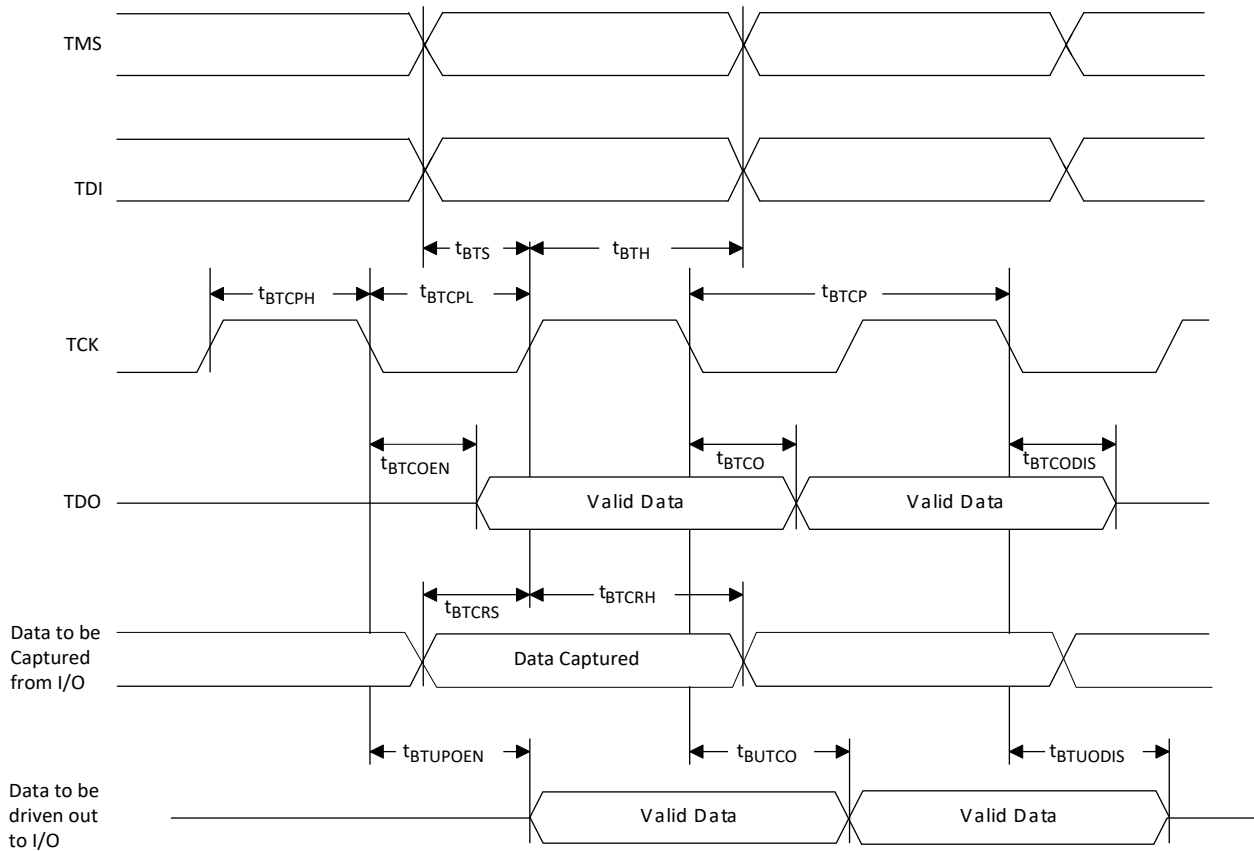 TMS
TDI
tBTS
tBTH
tBTCPH
tBTCPL
tBTCP
TCK
tBTCOEN
tBTCO
tBTCODIS
TDO
Valid Data
Valid Data
tBTCRS
tBTCRH
Data to be
Captured
from I/O
Data Captured
tBTUPOEN
tBUTCO
tBTUODIS
Data to be
driven out
to I/O
Valid Data
Valid Data